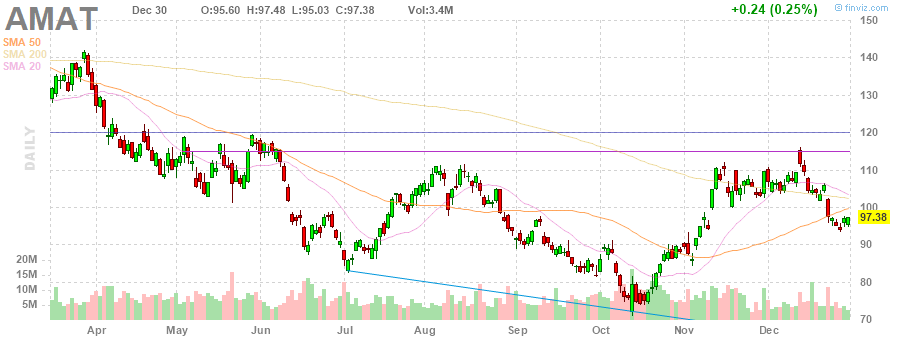 AMAT Dec 30 O:95.60 H:97.48 L:95.03 C:97.38 Vol:3.4M +0.24 (0.25%) © finviz.com
SMA 50
SMA 200
SMA 20
DAILY
150
140
130
120
110
100
97.38
90
80
70
20M
15M
10M
5M
Apr May Jun Jul Aug Sep Oct Nov Dec